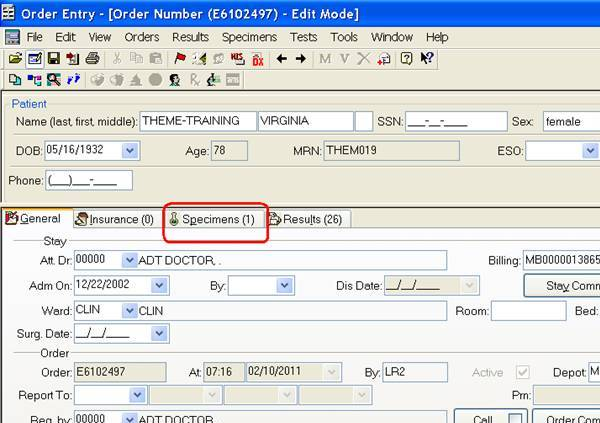 Order Entry - [Order Number (E6102497) - Edit Mode]
File Edit View Orders Results Specimens Tests Tools Window Help
Patient
Name (last, first, middle): THEME-TRAINING VIRGINIA SSN: ___-__-____ Sex: female
DOB: 05/16/1932 Age: 78 MRN: THEM019 ESO:
Phone: (___)___-____
General Insurance (0) Specimens (1) Results (26)
Stay
Att. Dr: 00000 ADT DOCTOR, . Billing: MB0000013865
Adm On: 12/22/2002 By: Dis Date: __/__/____ Stay Comm
Ward: CLIN CLIN Room: Bed:
Surg. Date: __/__/____
Order
Order: E6102497 At: 07:16 02/10/2011 By: LR2 Active Depot: M
Report To: Prn:
Req. by: 00000 ADT DOCTOR Call Order Com